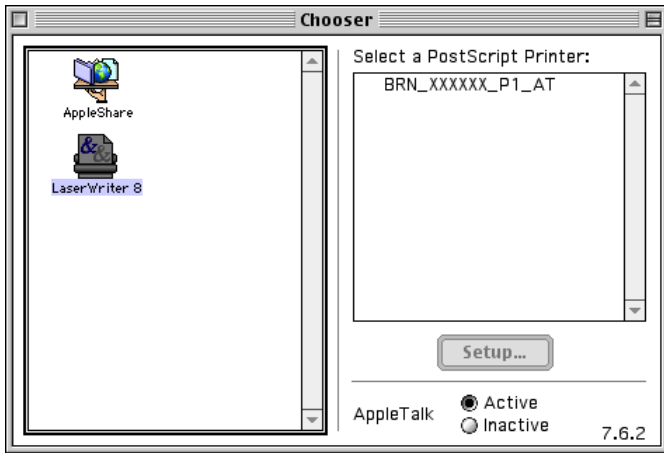 Chooser
AppleShare
LaserWriter 8
Select a PostScript Printer:
BRN_XXXXXX_P1_AT
Setup...
AppleTalk
Active
Inactive
7.6.2